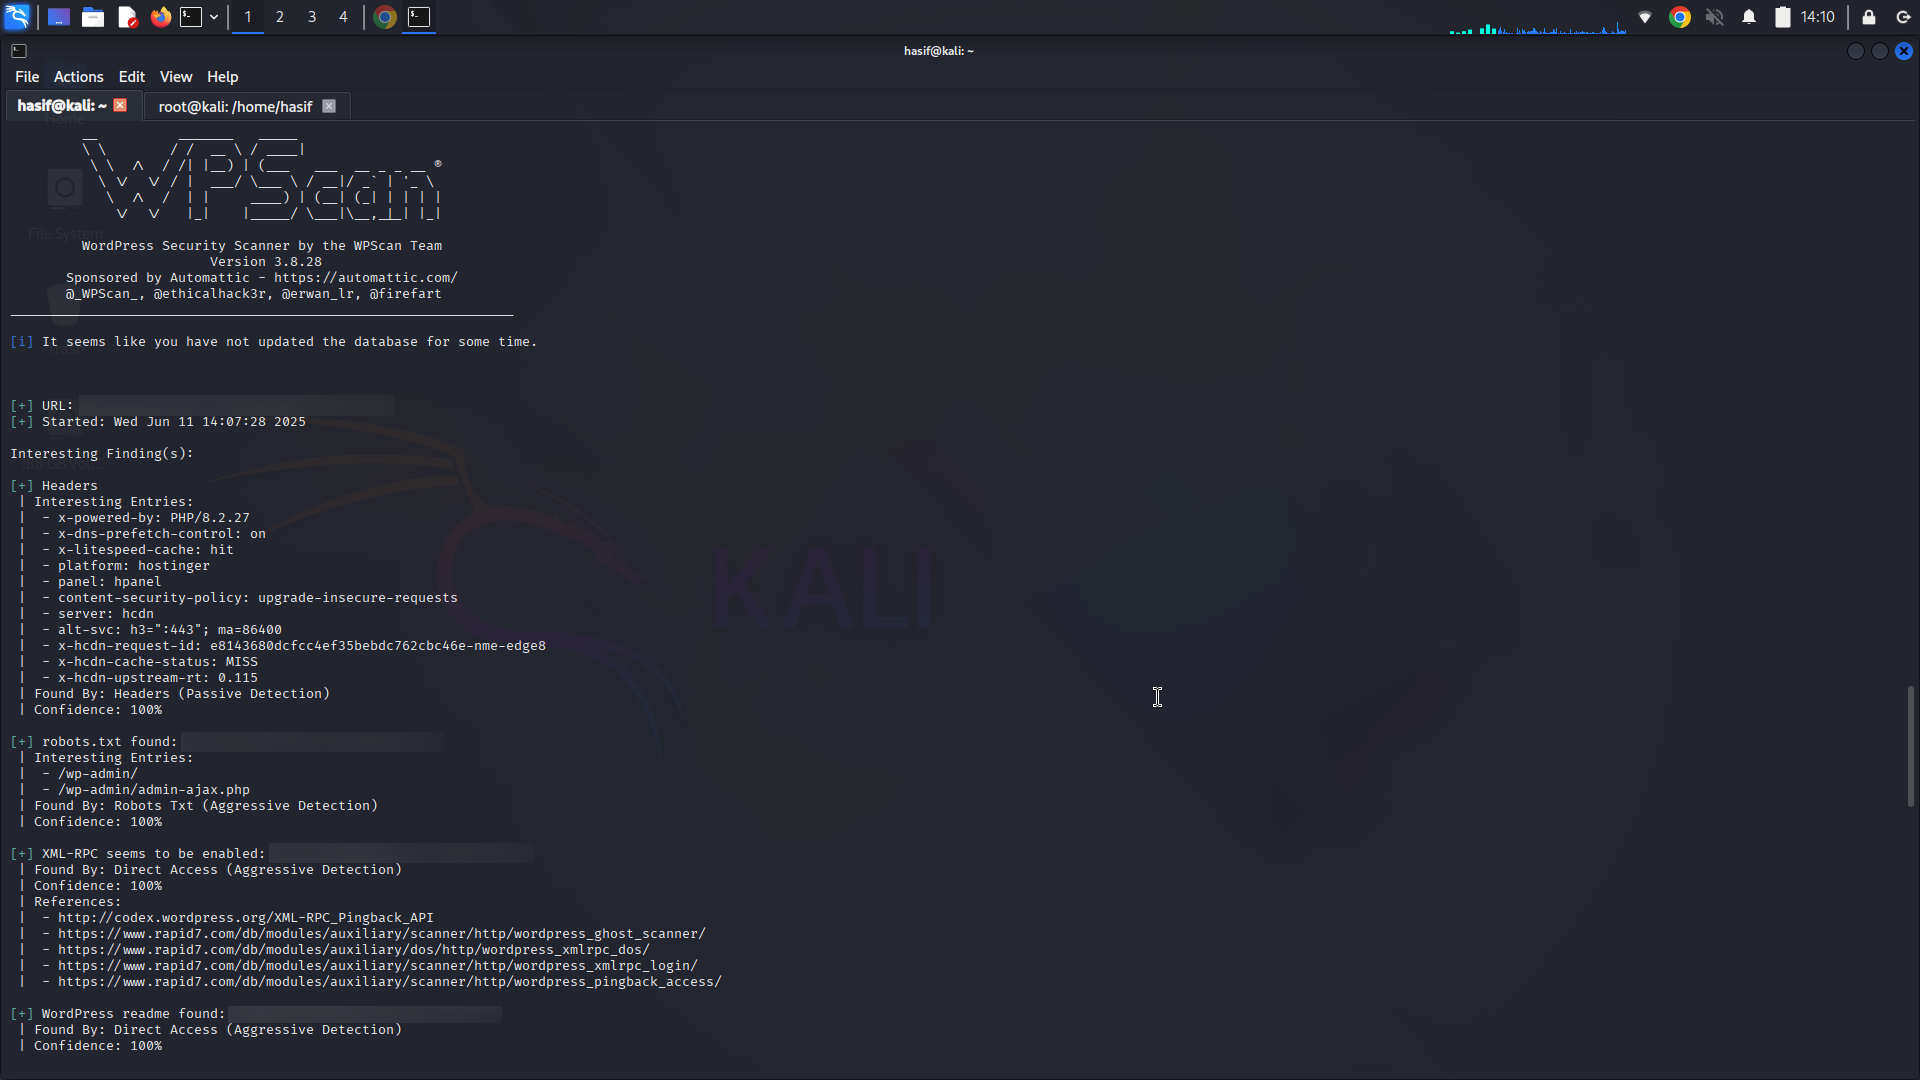 1 2 3 4
14:10
hasif@kali: ~
File Actions Edit View Help
hasif@kali: ~ root@kali: /home/hasif
Home
WPScan ®
File System
WordPress Security Scanner by the WPScan Team
Version 3.8.28
Sponsored by Automattic - https://automattic.com/
@_WPScan_, @ethicalhack3r, @erwan_lr, @firefart
[i] It seems like you have not updated the database for some time.
[+] URL:
[+] Started: Wed Jun 11 14:07:28 2025
Interesting Finding(s):
[+] Headers
| Interesting Entries:
| - x-powered-by: PHP/8.2.27
| - x-dns-prefetch-control: on
| - x-litespeed-cache: hit
| - platform: hostinger
| - panel: hpanel
| - content-security-policy: upgrade-insecure-requests
| - server: hcdn
| - alt-svc: h3=":443"; ma=86400
| - x-hcdn-request-id: e8143680dcfcc4ef35bebdc762cbc46e-nme-edge8
| - x-hcdn-cache-status: MISS
| - x-hcdn-upstream-rt: 0.115
| Found By: Headers (Passive Detection)
| Confidence: 100%
KALI
[+] robots.txt found:
| Interesting Entries:
| - /wp-admin/
| - /wp-admin/admin-ajax.php
| Found By: Robots Txt (Aggressive Detection)
| Confidence: 100%
[+] XML-RPC seems to be enabled:
| Found By: Direct Access (Aggressive Detection)
| Confidence: 100%
| References:
| - http://codex.wordpress.org/XML-RPC_Pingback_API
| - https://www.rapid7.com/db/modules/auxiliary/scanner/http/wordpress_ghost_scanner/
| - https://www.rapid7.com/db/modules/auxiliary/dos/http/wordpress_xmlrpc_dos/
| - https://www.rapid7.com/db/modules/auxiliary/scanner/http/wordpress_xmlrpc_login/
| - https://www.rapid7.com/db/modules/auxiliary/scanner/http/wordpress_pingback_access/
[+] WordPress readme found:
| Found By: Direct Access (Aggressive Detection)
| Confidence: 100%